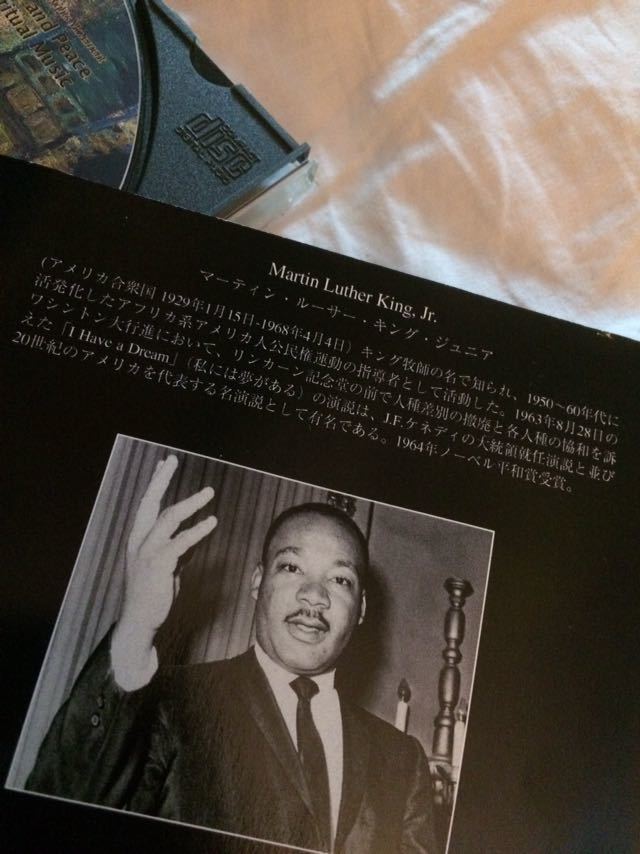 and Peace
ritual Music
disc
Martin Luther King, Jr.
マーティン・ルーサー・キング・ジュニア
(アメリカ合衆国 1929年1月15日-1968年4月4日) キング牧師の名で知られ、1950〜60年代に
活発化したアフリカ系アメリカ人公民権運動の指導者として活動した。1963年8月28日の
ワシントン大行進において、リンカーン記念堂の前で人種差別の撤廃と各人種の協和を訴
えた「I Have a Dream」(私には夢がある) の演説は、J.F.ケネディの大統領就任演説と並び
20世紀のアメリカを代表する名演説として有名である。1964年ノーベル平和賞受賞。